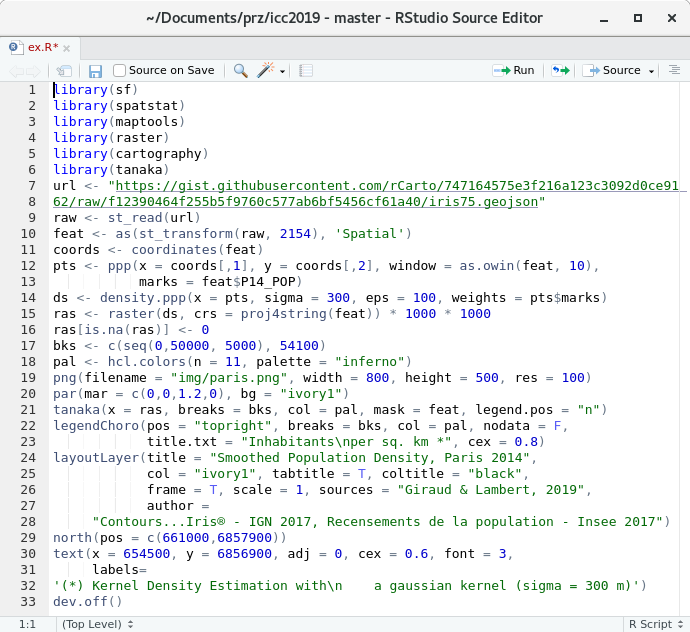 ~/Documents/prz/icc2019 - master - RStudio Source Editor
ex.R*
Source on Save
Run
Source
1 library(sf)
2 library(spatstat)
3 library(maptools)
4 library(raster)
5 library(cartography)
6 library(tanaka)
7 url <- "https://gist.githubusercontent.com/rCarto/747164575e3f216a123c3092d0ce91_
8 62/raw/f12390464f255b5f9760c577ab6bf5456cf61a40/iris75.geojson"
9 raw <- st_read(url)
10 feat <- as(st_transform(raw, 2154), 'Spatial')
11 coords <- coordinates(feat)
12 pts <- ppp(x = coords[,1], y = coords[,2], window = as.owin(feat, 10),
13 marks = feat$P14_POP)
14 ds <- density.ppp(x = pts, sigma = 300, eps = 100, weights = pts$marks)
15 ras <- raster(ds, crs = proj4string(feat)) * 1000 * 1000
16 ras[is.na(ras)] <- 0
17 bks <- c(seq(0,50000, 5000), 54100)
18 pal <- hcl.colors(n = 11, palette = "inferno")
19 png(filename = "img/paris.png", width = 800, height = 500, res = 100)
20 par(mar = c(0,0,1.2,0), bg = "ivory1")
21 tanaka(x = ras, breaks = bks, col = pal, mask = feat, legend.pos = "n")
22 legendChoro(pos = "topright", breaks = bks, col = pal, nodata = F,
23 title.txt = "Inhabitants\nper sq. km *", cex = 0.8)
24 layoutLayer(title = "Smoothed Population Density, Paris 2014",
25 col = "ivory1", tabtitle = T, coltitle = "black",
26 frame = T, scale = 1, sources = "Giraud & Lambert, 2019",
27 author =
28 "Contours...Iris® - IGN 2017, Recensements de la population - Insee 2017")
29 north(pos = c(661000,6857900))
30 text(x = 654500, y = 6856900, adj = 0, cex = 0.6, font = 3,
31 labels=
32 '(*) Kernel Density Estimation with\n    a gaussian kernel (sigma = 300 m)')
33 dev.off()
1:1 (Top Level) R Script